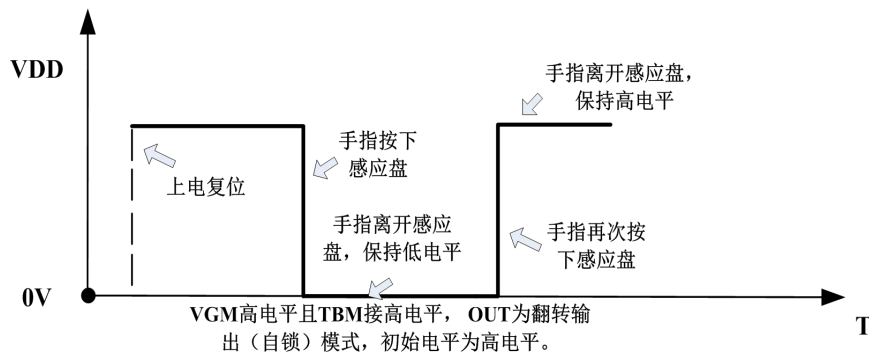 VDD
手指离开感应盘，
保持高电平
手指按下
感应盘
上电复位
手指离开感应
盘，保持低电平
手指再次按
下感应盘
0V
VGM高电平且TBM接高电平， OUT为翻转输
出（自锁）模式，初始电平为高电平。
T